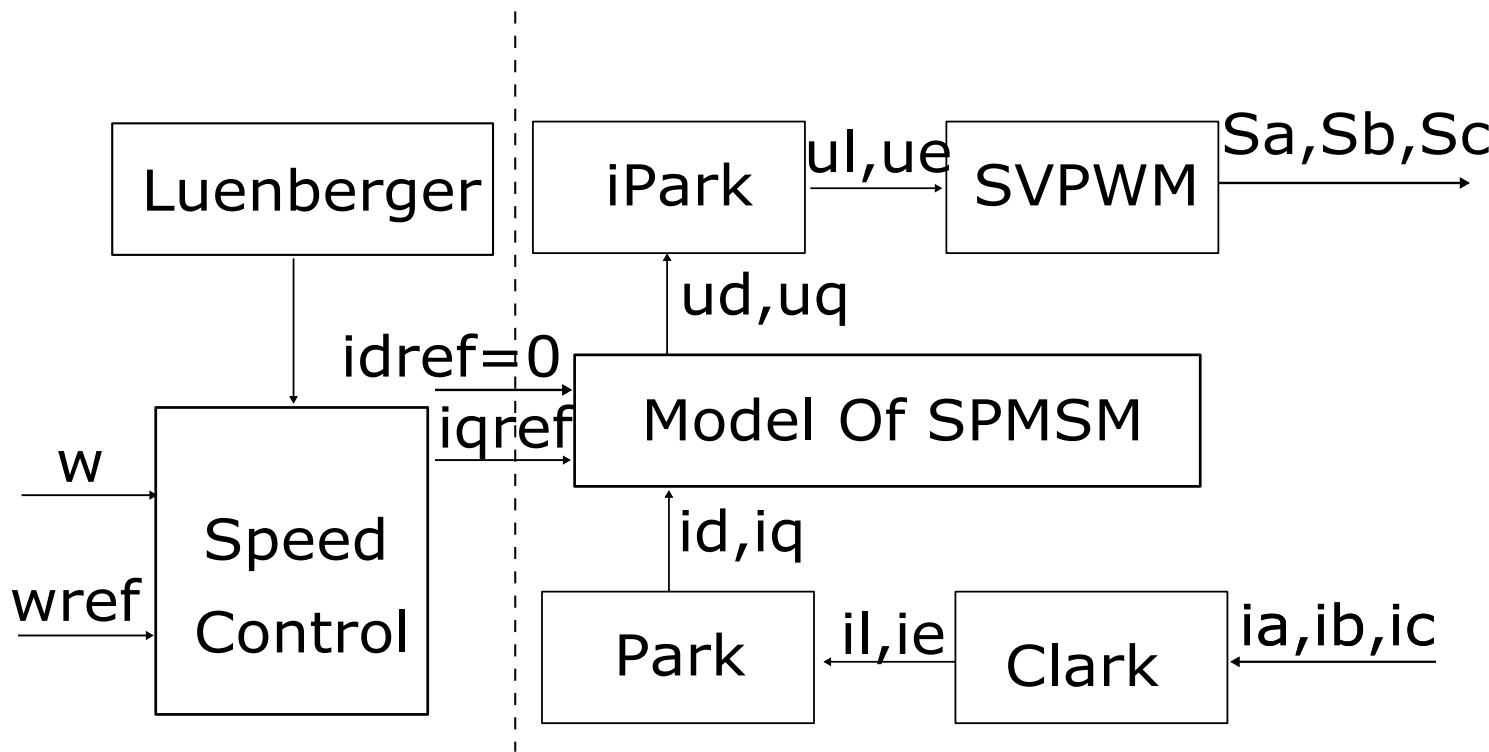 Luenberger
iPark
ul,ue
SVPWM
Sa,Sb,Sc
ud,uq
idref=0
iqref
Model Of SPMSM
w
wref
Speed
Control
id,iq
Park
il,ie
Clark
ia,ib,ic